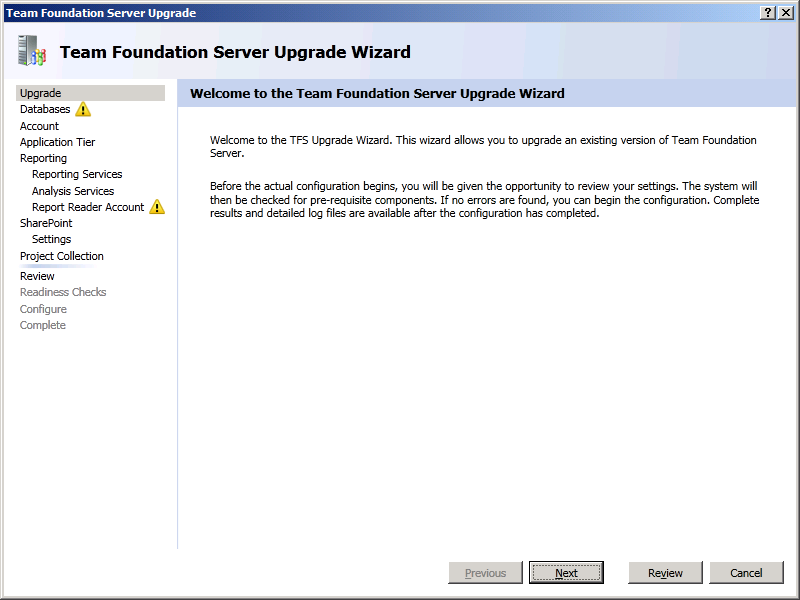 Team Foundation Server Upgrade
Team Foundation Server Upgrade Wizard
Upgrade
Databases
Account
Application Tier
Reporting
Reporting Services
Analysis Services
Report Reader Account
SharePoint
Settings
Project Collection
Review
Readiness Checks
Configure
Complete
Welcome to the Team Foundation Server Upgrade Wizard
Welcome to the TFS Upgrade Wizard. This wizard allows you to upgrade an existing version of Team Foundation
Server.
Before the actual configuration begins, you will be given the opportunity to review your settings. The system will
then be checked for pre-requisite components. If no errors are found, you can begin the configuration. Complete
results and detailed log files are available after the configuration has completed.
Previous
Next
Review
Cancel